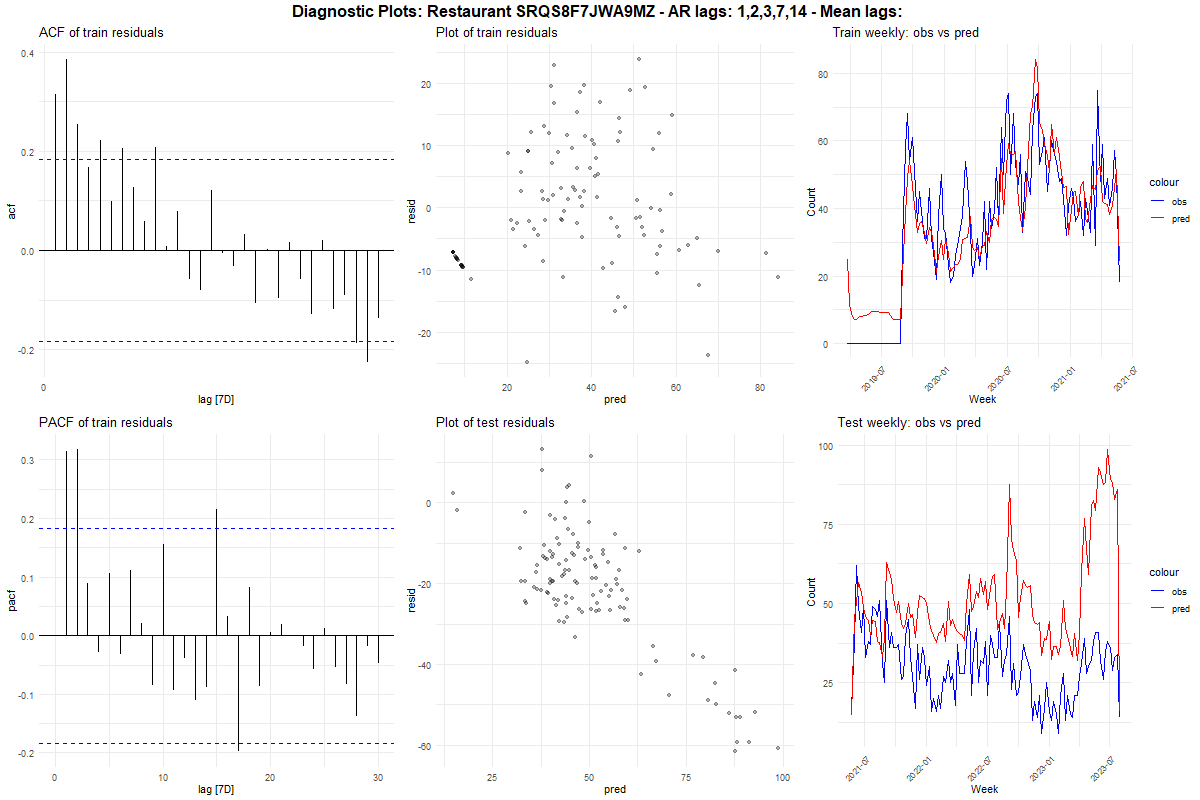 Diagnostic Plots: Restaurant SRQS8F7JWA9MZ - AR lags: 1,2,3,7,14 - Mean lags:
ACF of train residuals
0.4
0.2
0.0
-0.2
acf
0
lag [7D]
Plot of train residuals
20
10
0
-10
-20
resid
20
40
60
80
pred
Train weekly: obs vs pred
80
60
40
20
0
Count
2019-07
2020-01
2020-07
2021-01
2021-07
Week
colour
obs
pred
PACF of train residuals
0.3
0.2
0.1
0.0
-0.1
-0.2
pacf
0
10
20
30
lag [7D]
Plot of test residuals
0
-20
-40
-60
resid
25
50
75
100
pred
Test weekly: obs vs pred
100
75
50
25
Count
2021-07
2022-01
2022-07
2023-01
2023-07
Week
colour
obs
pred